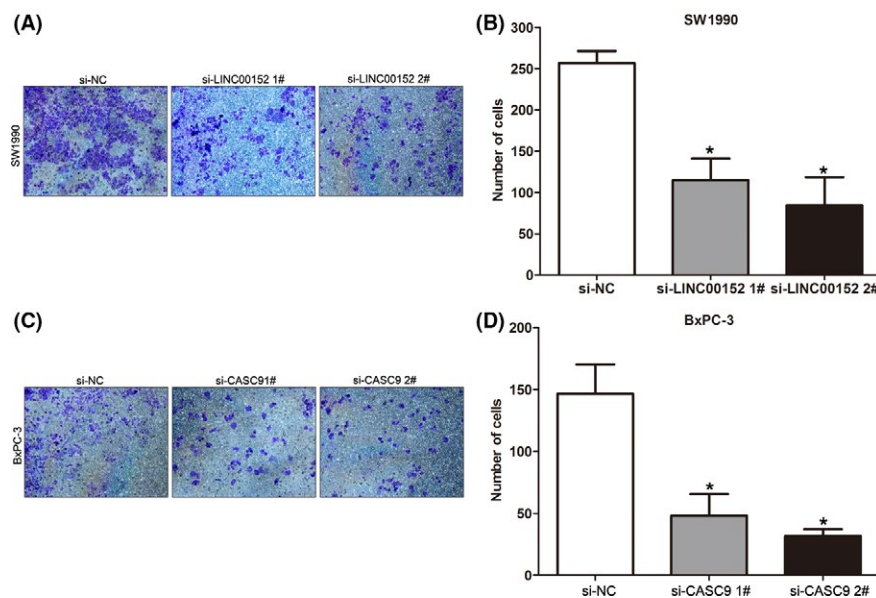 (A)
si-NC si-LINC00152 1# si-LINC00152 2#
SW1990
(B)
SW1990
Number of cells
300
250
200
150
100
50
0
si-NC si-LINC00152 1# si-LINC00152 2#
*
*
(C)
si-NC si-CASC91# si-CASC9 2#
BxPC-3
(D)
BxPC-3
Number of cells
200
150
100
50
0
si-NC si-CASC9 1# si-CASC9 2#
*
*